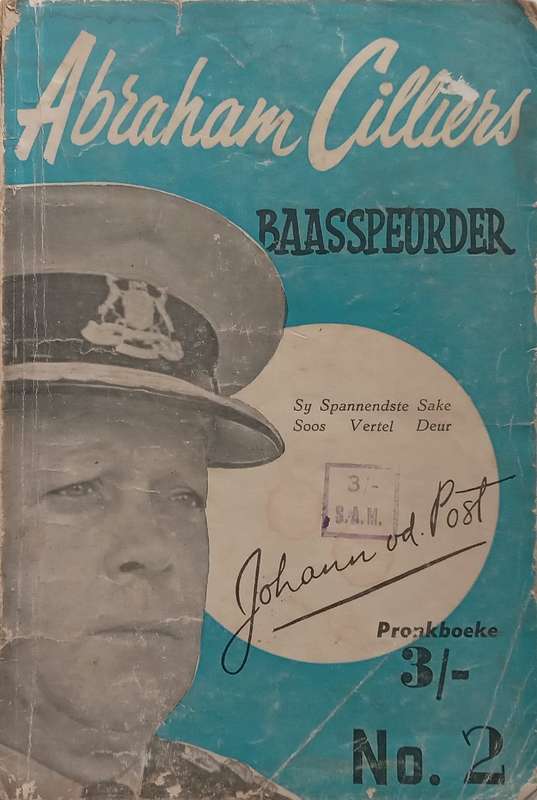 Abraham Cilliers
BAASSPEURDER
Sy Spannendste Sake
Soos Vertel Deur
3/-
S.A.M.
Johann vd. Post
Pronkboeke
3/-
No. 2